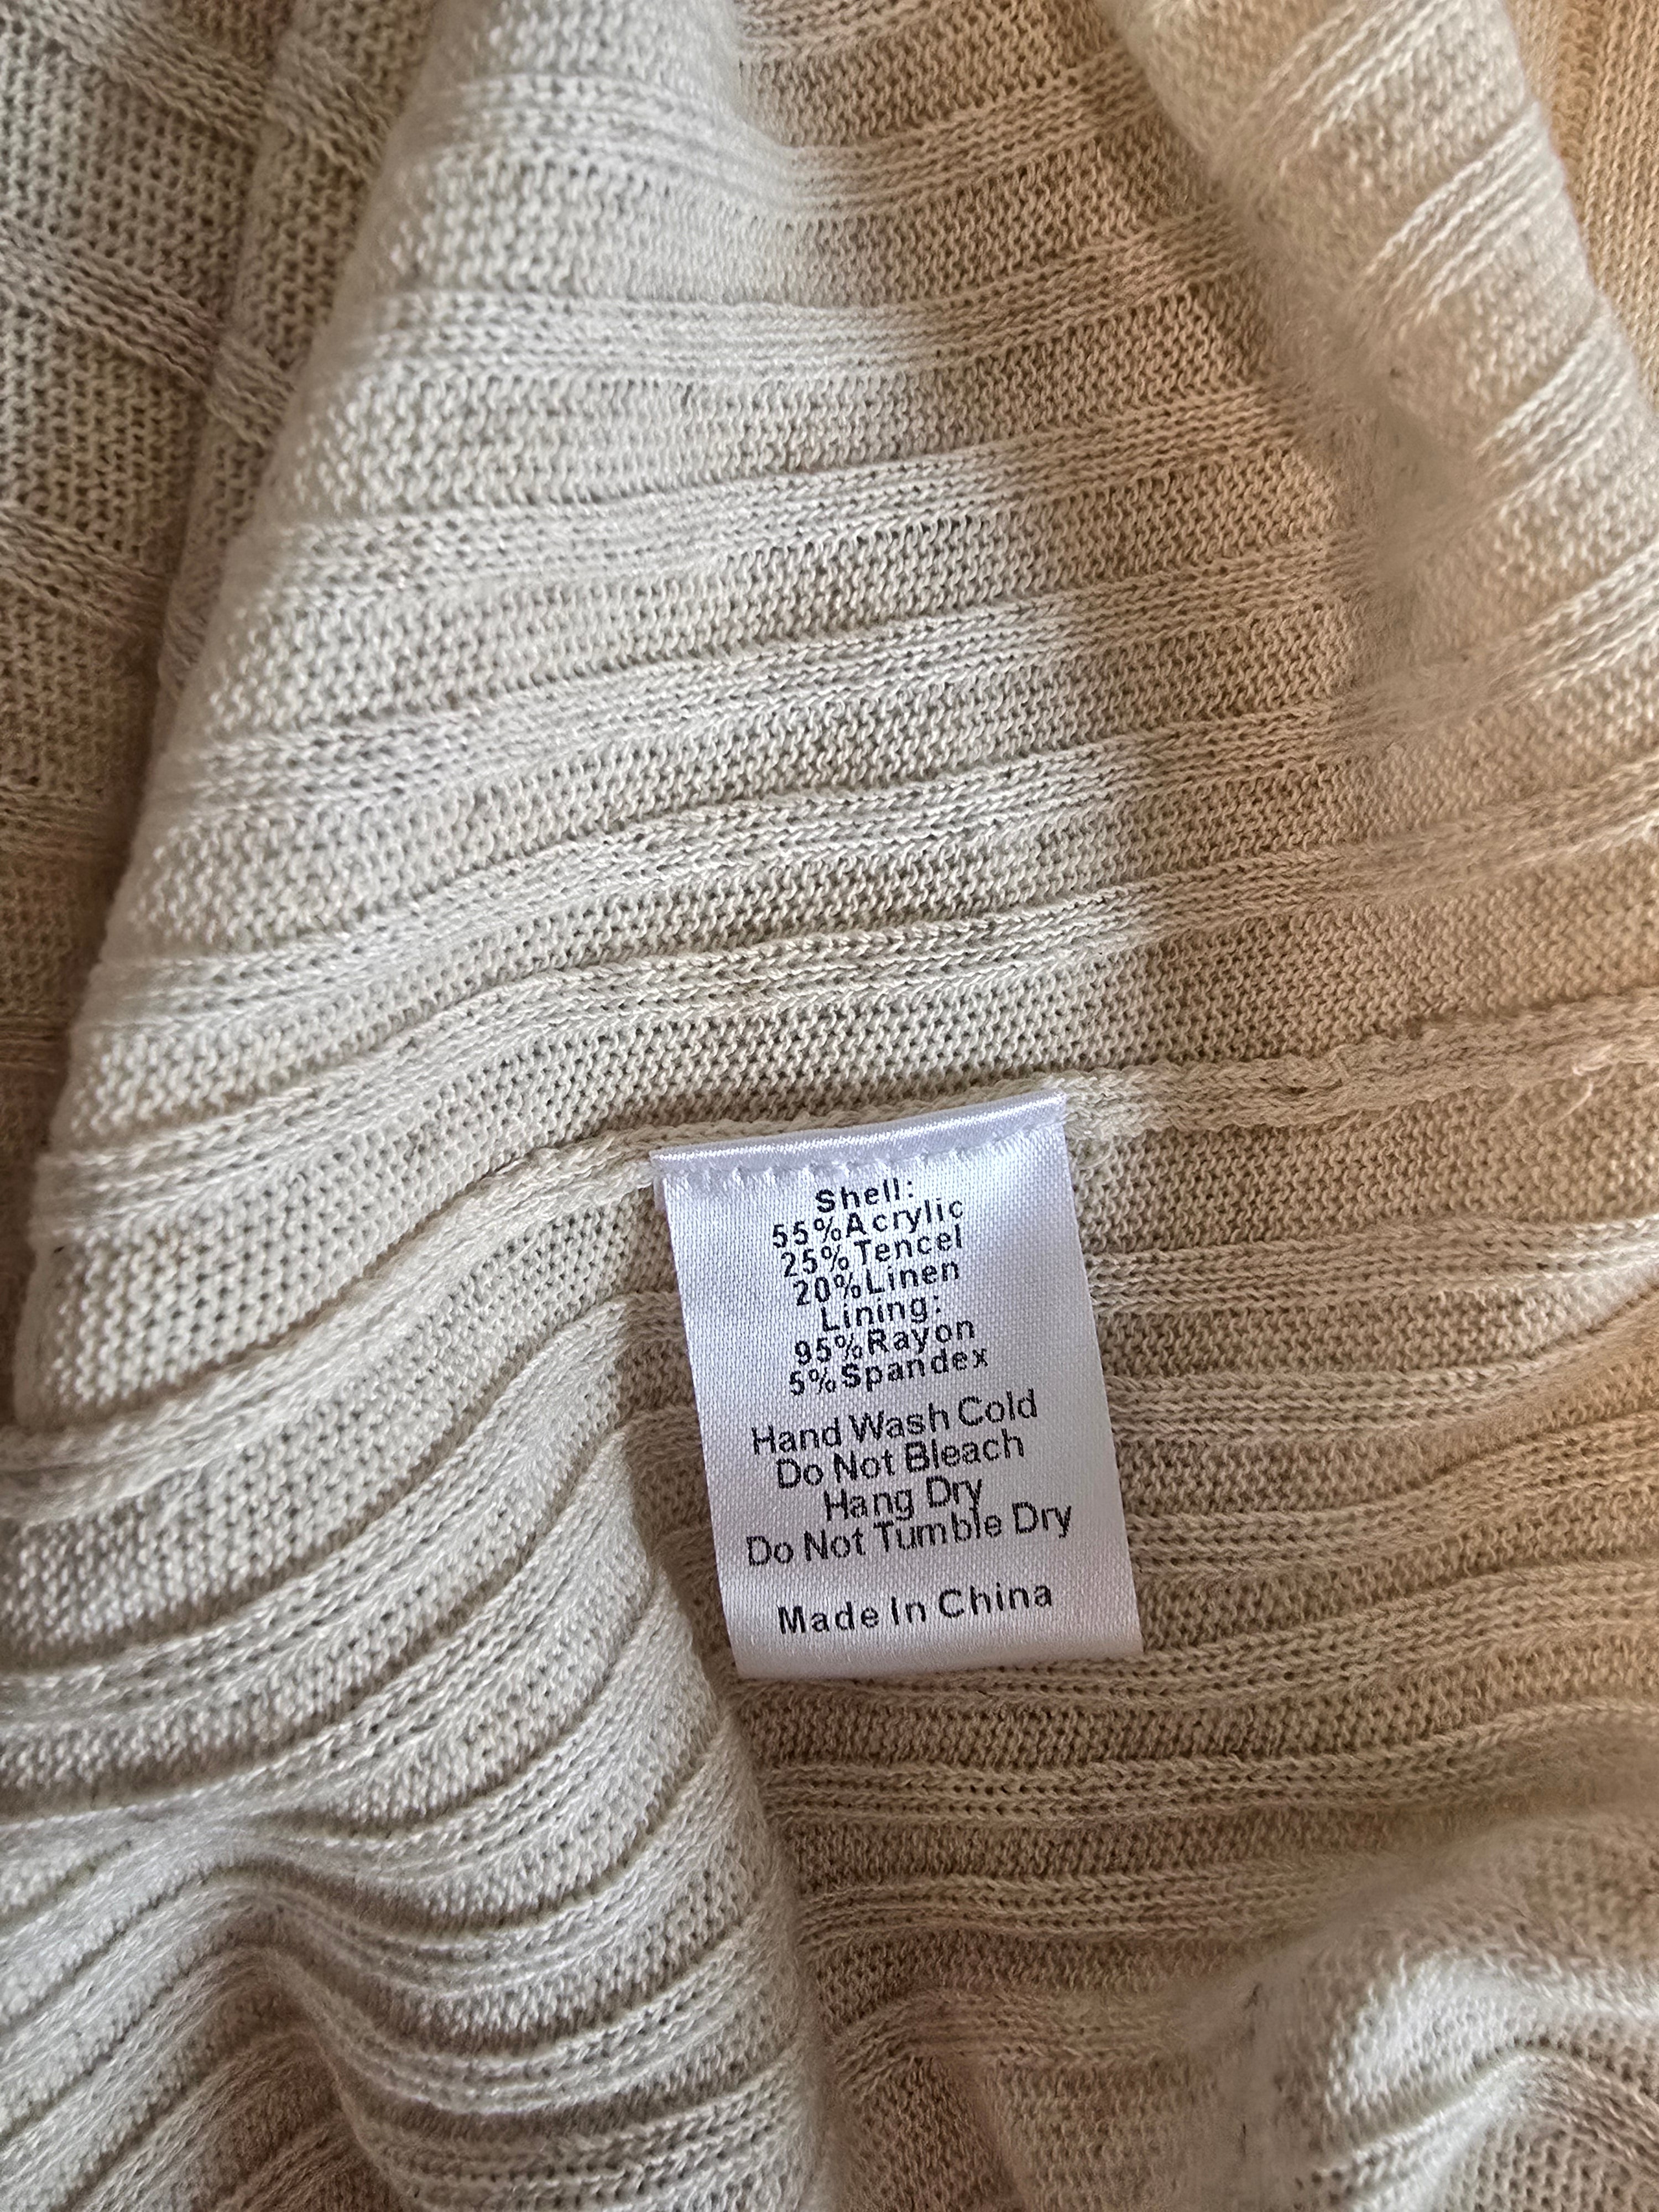 Shell:
55%Acrylic
25%Tencel
20%Linen
Lining:
95%Rayon
5%Spandex
Hand Wash Cold
Do Not Bleach
Hang Dry
Do Not Tumble Dry
Made In China